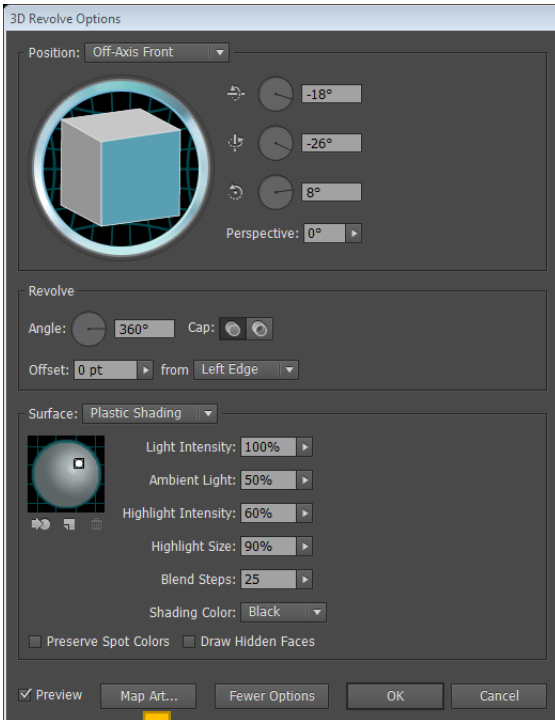 3D Revolve Options
Position: Off-Axis Front
-18°
-26°
8°
Perspective: 0°
Revolve
Angle: 360° Cap:
Offset: 0 pt from Left Edge
Surface: Plastic Shading
Light Intensity: 100%
Ambient Light: 50%
Highlight Intensity: 60%
Highlight Size: 90%
Blend Steps: 25
Shading Color: Black
Preserve Spot Colors Draw Hidden Faces
Preview Map Art... Fewer Options OK Cancel